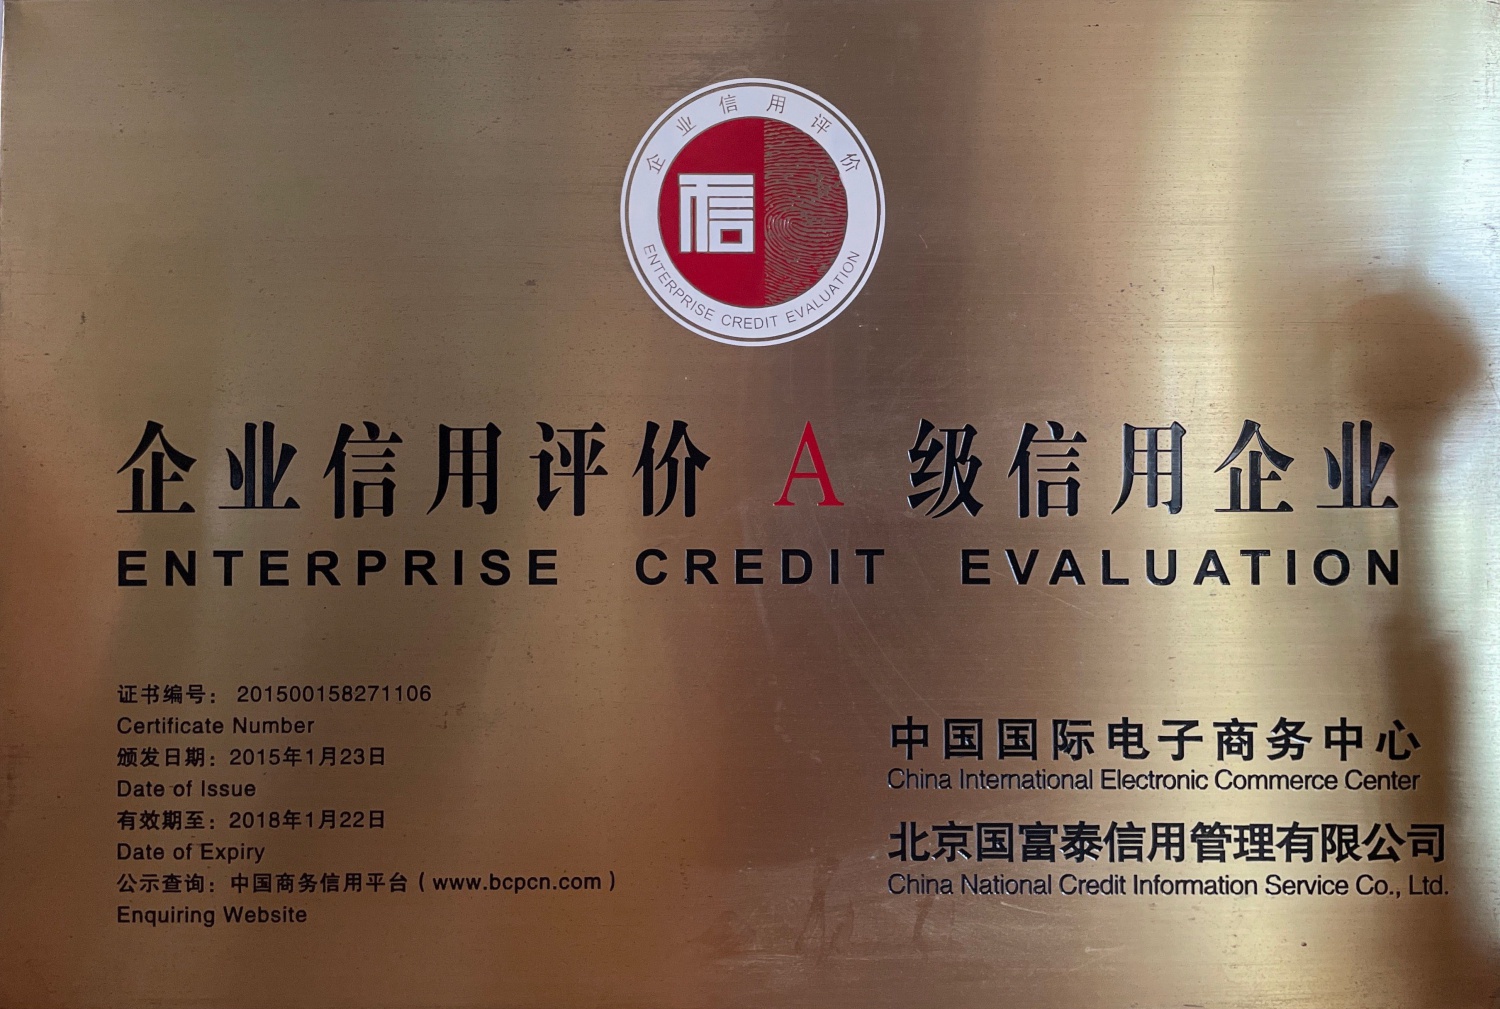 企业信用评价
信
ENTERPRISE CREDIT EVALUATION
企业信用评价 A 级信用企业
ENTERPRISE CREDIT EVALUATION
证书编号： 201500158271106
Certificate Number
颁发日期：2015年1月23日
Date of Issue
有效期至：2018年1月22日
Date of Expiry
公示查询：中国商务信用平台（www.bcpcn.com）
Enquiring Website
中国国际电子商务中心
China International Electronic Commerce Center
北京国富泰信用管理有限公司
China National Credit Information Service Co., Ltd.